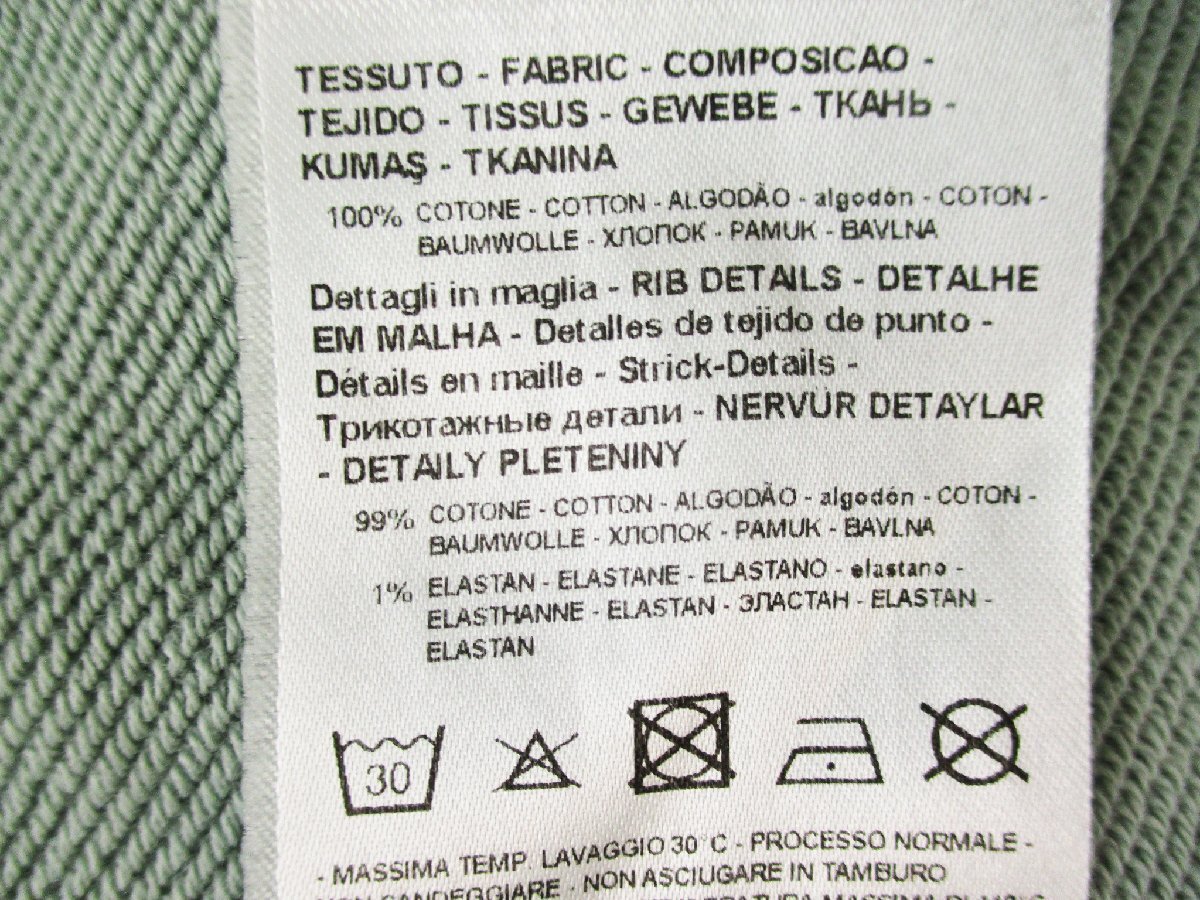 TESSUTO - FABRIC - COMPOSICAO -
TEJIDO - TISSUS - GEWEBE - ТКАНЬ -
KUMAŞ - TKANINA
100% COTONE - COTTON - ALGODÃO - algodón - COTON -
BAUMWOLLE - ХЛОПОК - PAMUK - BAVLNA
Dettagli in maglia - RIB DETAILS - DETALHE
EM MALHA - Detalles de tejido de punto -
Détails en maille - Strick-Details -
Трикотажные детали - NERVÜR DETAYLAR
- DETAILY PLETENINY
99% COTONE - COTTON - ALGODÃO - algodón - COTON -
BAUMWOLLE - ХЛОПОК - PAMUK - BAVLNA
1% ELASTAN - ELASTANE - ELASTANO - elastano -
ELASTHANNE - ELASTAN - ЭЛАСТАН - ELASTAN -
ELASTAN
30
- MASSIMA TEMP. LAVAGGIO 30°C - PROCESSO NORMALE -
NON CANDEGGIARE - NON ASCIUGARE IN TAMBURO